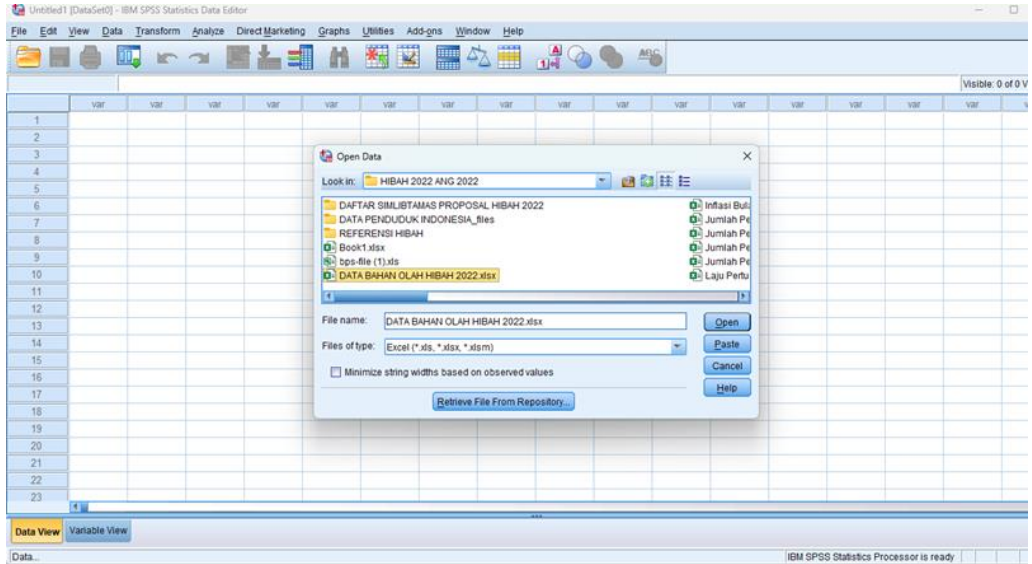 Untitled1 [DataSet0] - IBM SPSS Statistics Data Editor
File Edit View Data Transform Analyze Direct Marketing Graphs Utilities Add-ons Window Help
Visible: 0 of 0 V
var var var var var var var var var var var var var var var var
1
2
3
4
5
6
7
8
9
10
11
12
13
14
15
16
17
18
19
20
21
22
23
Open Data
Look in: HIBAH 2022 ANG 2022
DAFTAR SIMLIBTAMAS PROPOSAL HIBAH 2022
DATA PENDUDUK INDONESIA_files
REFERENSI HIBAH
Book1.xlsx
bps-file (1).xls
DATA BAHAN OLAH HIBAH 2022.xlsx
Inflasi Bul
Jumlah Pe
Jumlah Pe
Jumlah Pe
Jumlah Pe
Laju Pertu
File name: DATA BAHAN OLAH HIBAH 2022.xlsx
Files of type: Excel (*.xls, *.xlsx, *.xlsm)
Minimize string widths based on observed values
Open
Paste
Cancel
Help
Retrieve File From Repository...
Data View Variable View
Data... IBM SPSS Statistics Processor is ready